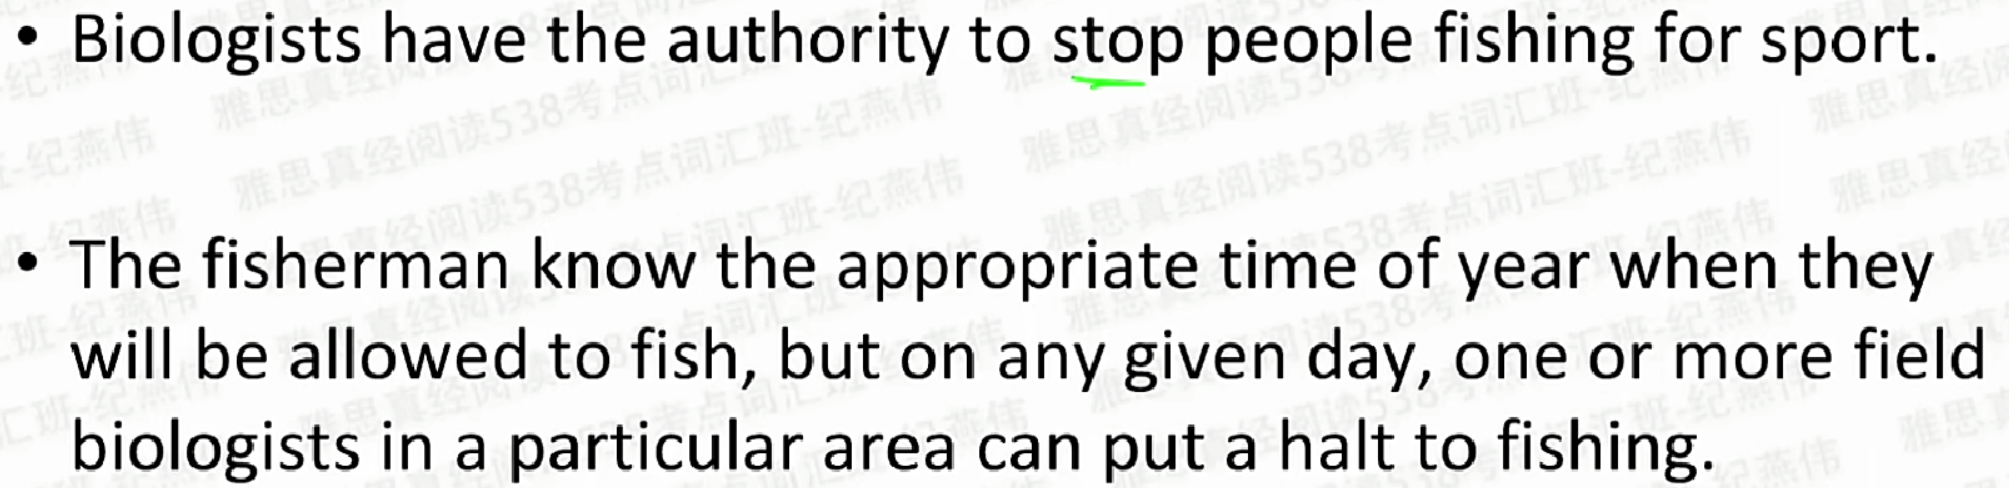 • Biologists have the authority to stop people fishing for sport.
• The fisherman know the appropriate time of year when they
will be allowed to fish, but on any given day, one or more field
biologists in a particular area can put a halt to fishing.
雅思真经阅读538考点词汇班-纪燕伟